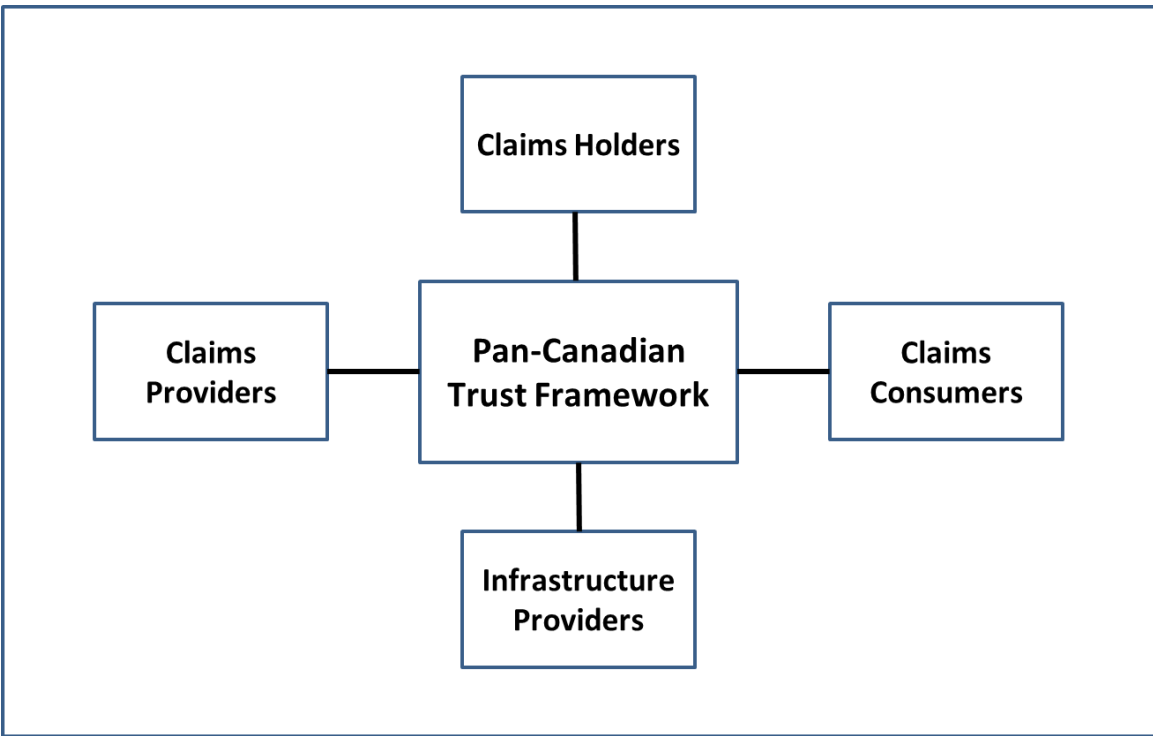 Claims Holders
Claims
Providers
Pan-Canadian
Trust Framework
Claims
Consumers
Infrastructure
Providers